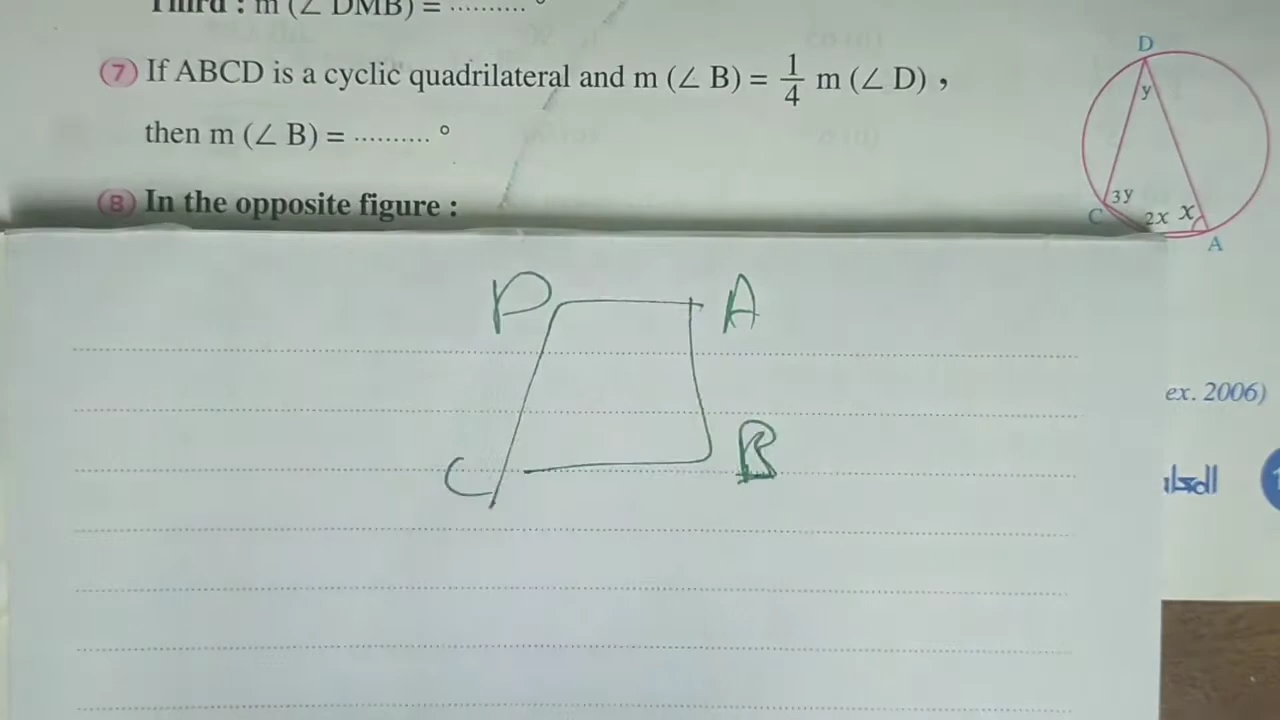 Third : m (∠ DMB) = .......... °
(7) If ABCD is a cyclic quadrilateral and m (∠ B) = 1/4 m (∠ D) ,
then m (∠ B) = .......... °
(8) In the opposite figure :
D
y
3y
C
2x x
A
D A
C B
ex. 2006)